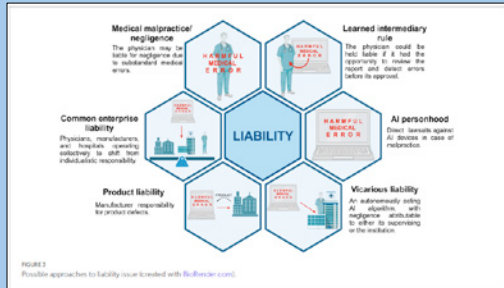 Medical malpractice/
negligence
The physician may be
liable for negligence due
to substandard medical
errors.
HARMFUL
MEDICAL
ERROR
Learned intermediary
rule
The physician could be
held liable if it had the
opportunity to review the
report and detect errors
before its approval.
HARMFUL
MEDICAL
ERROR
Common enterprise
liability
Physicians, manufacturers,
and hospitals operating
collectively to shift from
individualistic responsibility.
LIABILITY
HARMFUL
MEDICAL
ERROR
AI personhood
Direct lawsuits against
AI devices in case of
malpractice.
Product liability
Manufacturer responsibility
for product defects.
Vicarious liability
An autonomously acting
AI algorithm with
negligence attributable
to either its supervising
or the institution.
FIGURE 3
Possible approaches to liability issue (created with BioRender.com).